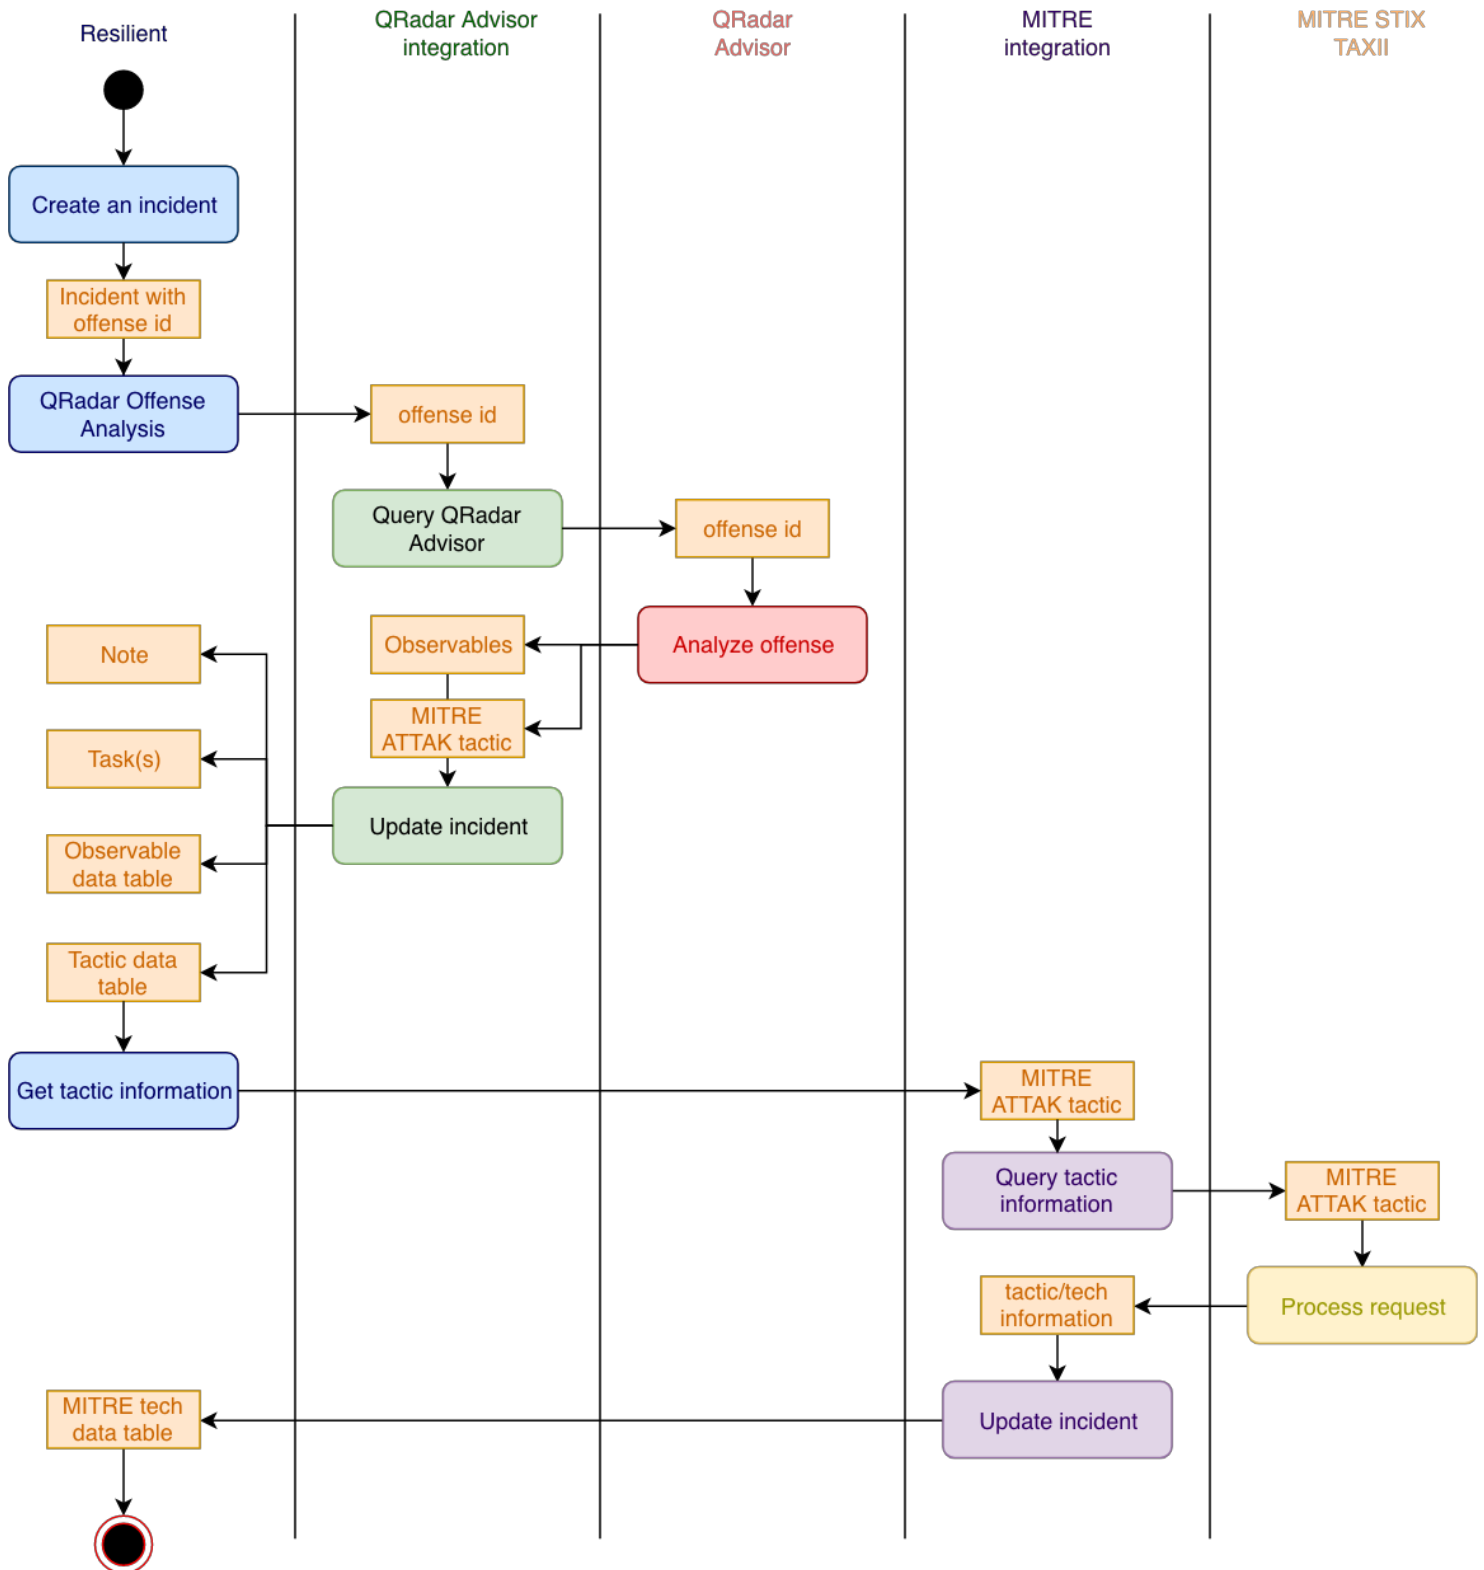 Resilient
QRadar Advisor
integration
QRadar
Advisor
MITRE
integration
MITRE STIX
TAXII
Create an incident
Incident with
offense id
QRadar Offense
Analysis
offense id
Query QRadar
Advisor
offense id
Note
Observables
Analyze offense
MITRE
ATTAK tactic
Task(s)
Update incident
Observable
data table
Tactic data
table
Get tactic information
MITRE
ATTAK tactic
Query tactic
information
MITRE
ATTAK tactic
tactic/tech
information
Process request
MITRE tech
data table
Update incident